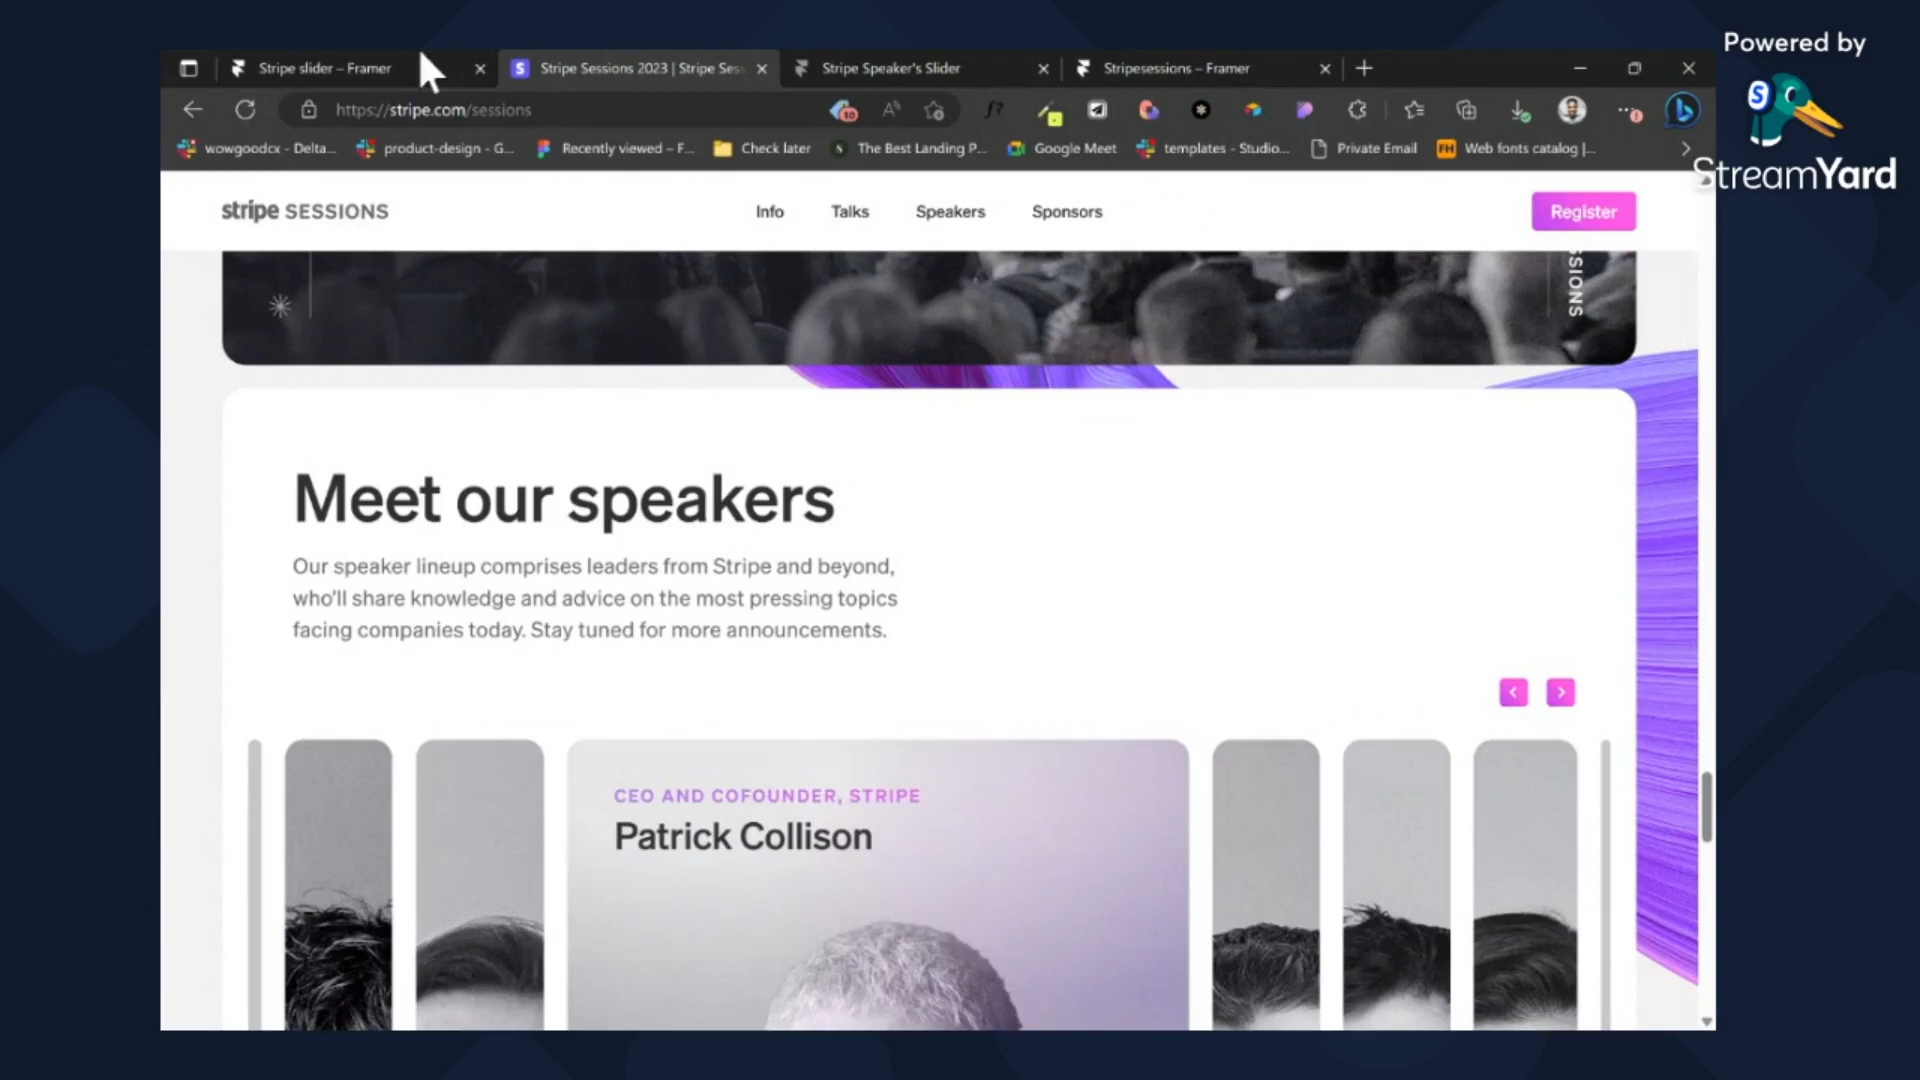 Powered by
StreamYard
Stripe slider – Framer
Stripe Sessions 2023 | Stripe Sess
Stripe Speaker's Slider
Stripesessions – Framer
https://stripe.com/sessions
10
wowgoodcx - Delta...
product-design - G...
Recently viewed – F...
Check later
The Best Landing P...
Google Meet
templates - Studio...
Private Email
FH
Web fonts catalog |...
stripe SESSIONS
Info
Talks
Speakers
Sponsors
Register
SIONS
Meet our speakers
Our speaker lineup comprises leaders from Stripe and beyond,
who'll share knowledge and advice on the most pressing topics
facing companies today. Stay tuned for more announcements.
CEO AND COFOUNDER, STRIPE
Patrick Collison